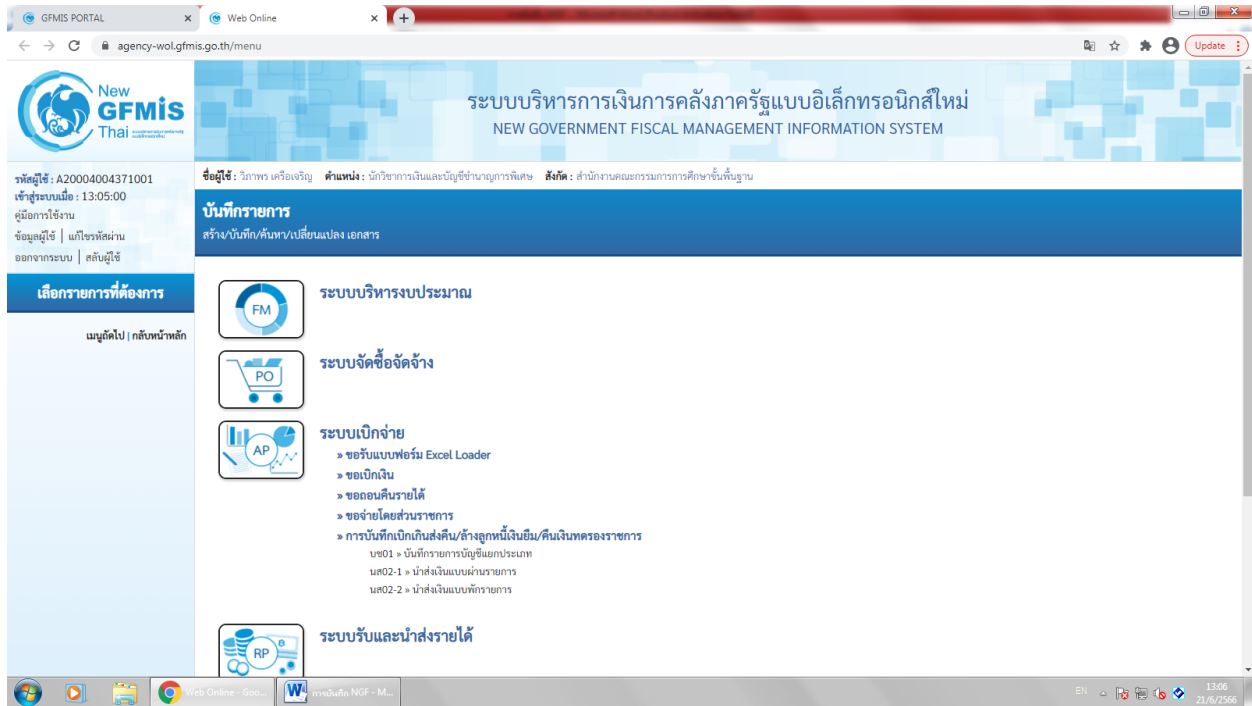 GFMIS PORTAL
Web Online
agency-wol.gfmis.go.th/menu
Update
New
GFMiS
Thai
ระบบบริหารการเงินการคลังภาครัฐแบบอิเล็กทรอนิกส์ใหม่
NEW GOVERNMENT FISCAL MANAGEMENT INFORMATION SYSTEM
รหัสผู้ใช้ : A20004004371001
เข้าสู่ระบบเมื่อ : 13:05:00
คู่มือการใช้งาน
ข้อมูลผู้ใช้ | แก้ไขรหัสผ่าน
ออกจากระบบ | สลับผู้ใช้
ชื่อผู้ใช้ : วิภาพร เครือเจริญ ตำแหน่ง : นักวิชาการเงินและบัญชีชำนาญการพิเศษ สังกัด : สำนักงานคณะกรรมการการศึกษาขั้นพื้นฐาน
บันทึกรายการ
สร้าง/บันทึก/ค้นหา/เปลี่ยนแปลง เอกสาร
เลือกรายการที่ต้องการ
เมนูถัดไป | กลับหน้าหลัก
FM
ระบบบริหารงบประมาณ
PO
ระบบจัดซื้อจัดจ้าง
AP
ระบบเบิกจ่าย
» ขอรับแบบฟอร์ม Excel Loader
» ขอเบิกเงิน
» ขอถอนคืนรายได้
» ขอจ่ายโดยส่วนราชการ
» การบันทึกเบิกเกินส่งคืน/ล้างลูกหนี้เงินยืม/คืนเงินทดรองราชการ
บช01 » บันทึกรายการบัญชีแยกประเภท
นส02-1 » นำส่งเงินแบบผ่านรายการ
นส02-2 » นำส่งเงินแบบพักรายการ
RP
ระบบรับและนำส่งรายได้
Web Online - Goo...
การบันทึก NGF - M...
EN
13:06
21/6/2566